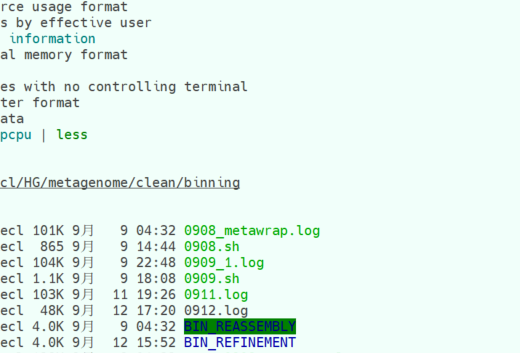 rce usage format
s by effective user
information
al memory format
es with no controlling terminal
ter format
ata
pcpu | less
cl/HG/metagenome/clean/binning
ecl 101K 9月 9 04:32 0908_metawrap.log
ecl 865 9月 9 14:44 0908.sh
ecl 104K 9月 9 22:48 0909_1.log
ecl 1.1K 9月 9 18:08 0909.sh
ecl 103K 9月 11 19:26 0911.log
ecl 48K 9月 12 17:20 0912.log
ecl 4.0K 9月 9 04:32 BIN_REASSEMBLY
ecl 4.0K 9月 12 15:52 BIN_REFINEMENT